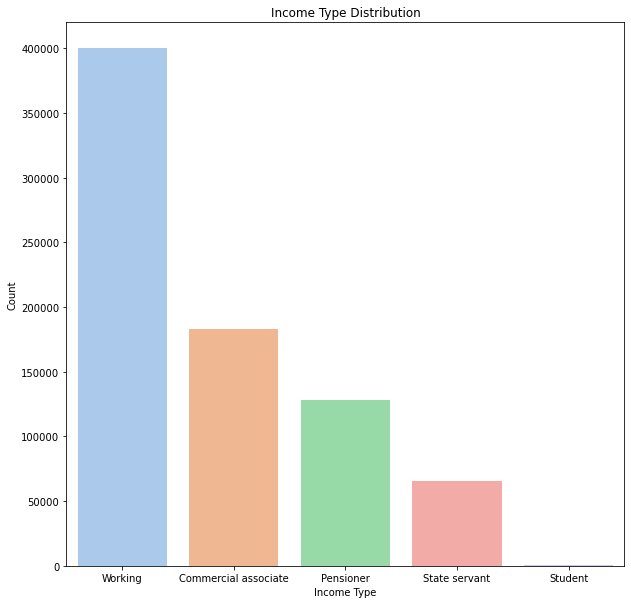 Income Type Distribution
400000
350000
300000
250000
200000
150000
100000
50000
0
Count
Working Commercial associate Pensioner State servant Student
Income Type